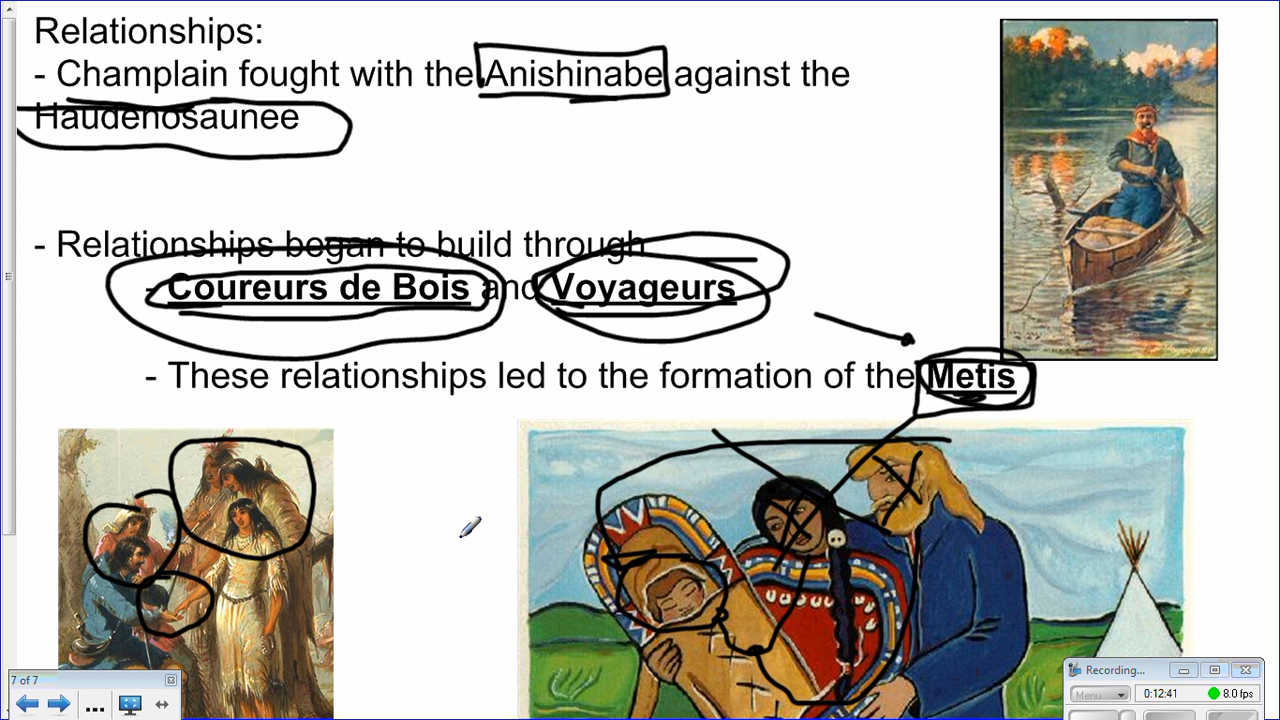 Relationships:
- Champlain fought with the Anishinabe against the
Haudenosaunee
- Relationships began to build through
- Coureurs de Bois and Voyageurs
- These relationships led to the formation of the Metis
7 of 7
...
Recording...
Menu
0:12:41
8.0 fps